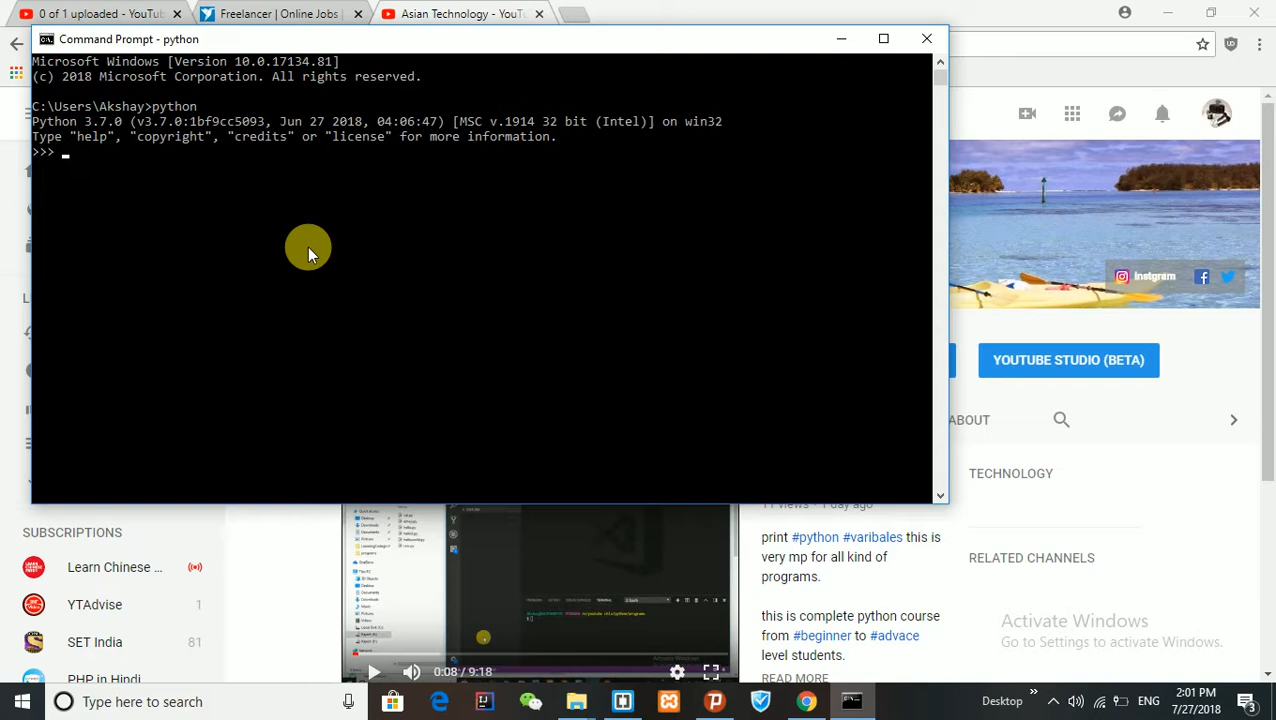 0 of 1 uploaded - YouTub
Freelancer | Online Jobs |
Asian Technology - YouTu
Command Prompt - python
Microsoft Windows [Version 10.0.17134.81]
(c) 2018 Microsoft Corporation. All rights reserved.
C:\Users\Akshay>python
Python 3.7.0 (v3.7.0:1bf9cc5093, Jun 27 2018, 04:06:47) [MSC v.1914 32 bit (Intel)] on win32
Type "help", "copyright", "credits" or "license" for more information.
>>>
Instgram
YOUTUBE STUDIO (BETA)
ABOUT
TECHNOLOGY
print #python #varibales this is
very imp for all kind of
programs.
this is complete python course
from #beginner to #advace
level students.
READ MORE
RELATED CHANNELS
SUBSCRIPTIONS
Learn Chinese ...
YTAdvise 1
SET India 81
PHP in Hindi
0:08 / 9:18
Activate Windows
Go to Settings to activate Windows.
Type here to search
Desktop
ENG
2:01 PM
7/27/2018
3